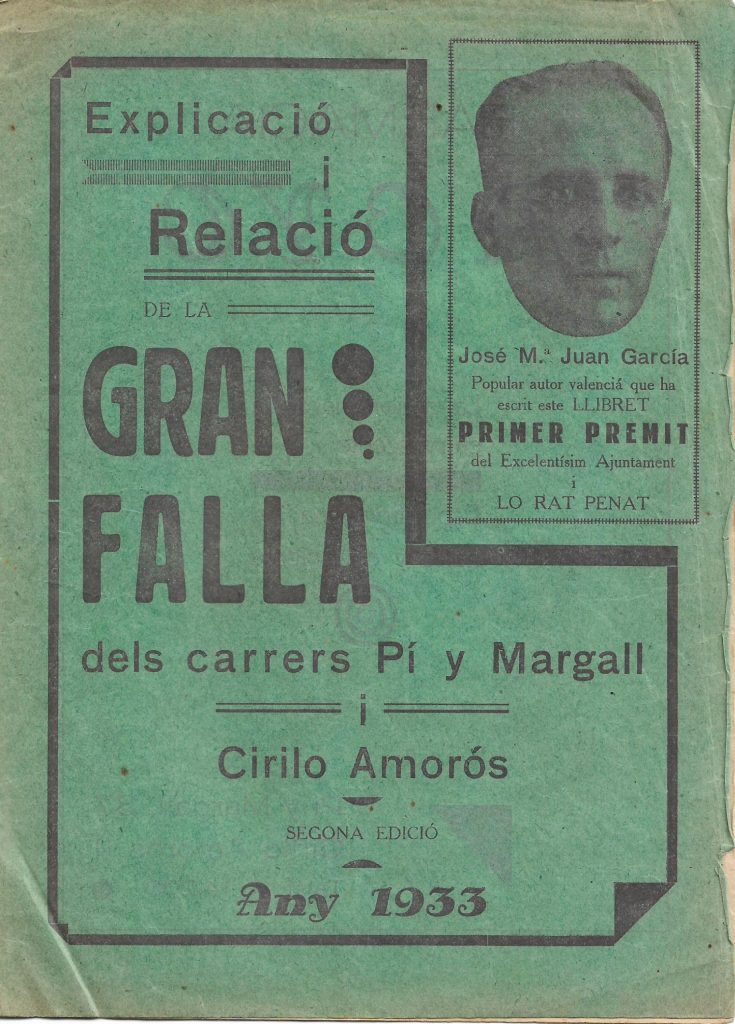 Explicació
i
Relació
DE LA
GRAN
FALLA
dels carrers Pí y Margall
i
Cirilo Amorós
SEGONA EDICIÓ
Any 1933
José M.ª Juan García
Popular autor valenciá que ha
escrit este LLIBRET
PRIMER PREMIT
del Excelentísim Ajuntament
i
LO RAT PENAT